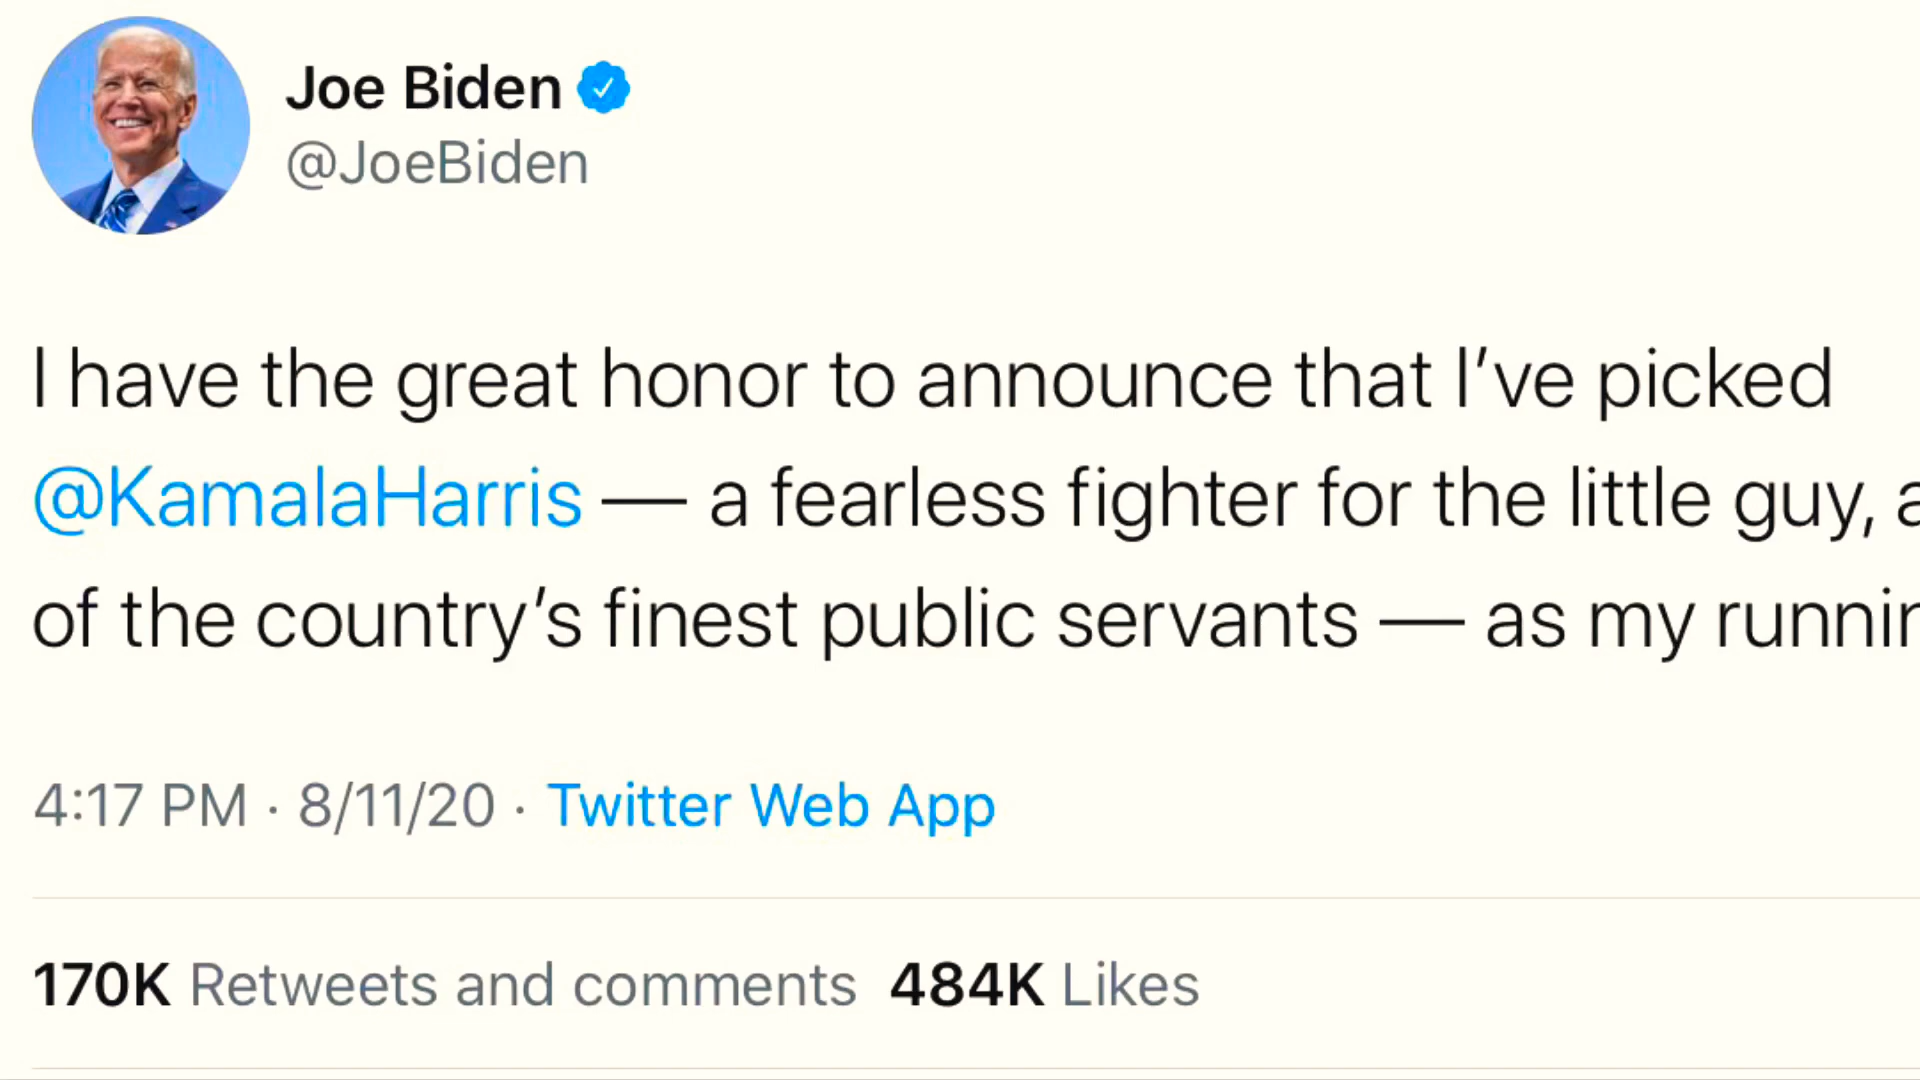 Joe Biden
@JoeBiden
I have the great honor to announce that I’ve picked
@KamalaHarris — a fearless fighter for the little guy,
of the country’s finest public servants — as my
4:17 PM · 8/11/20 · Twitter Web App
170K Retweets and comments 484K Likes